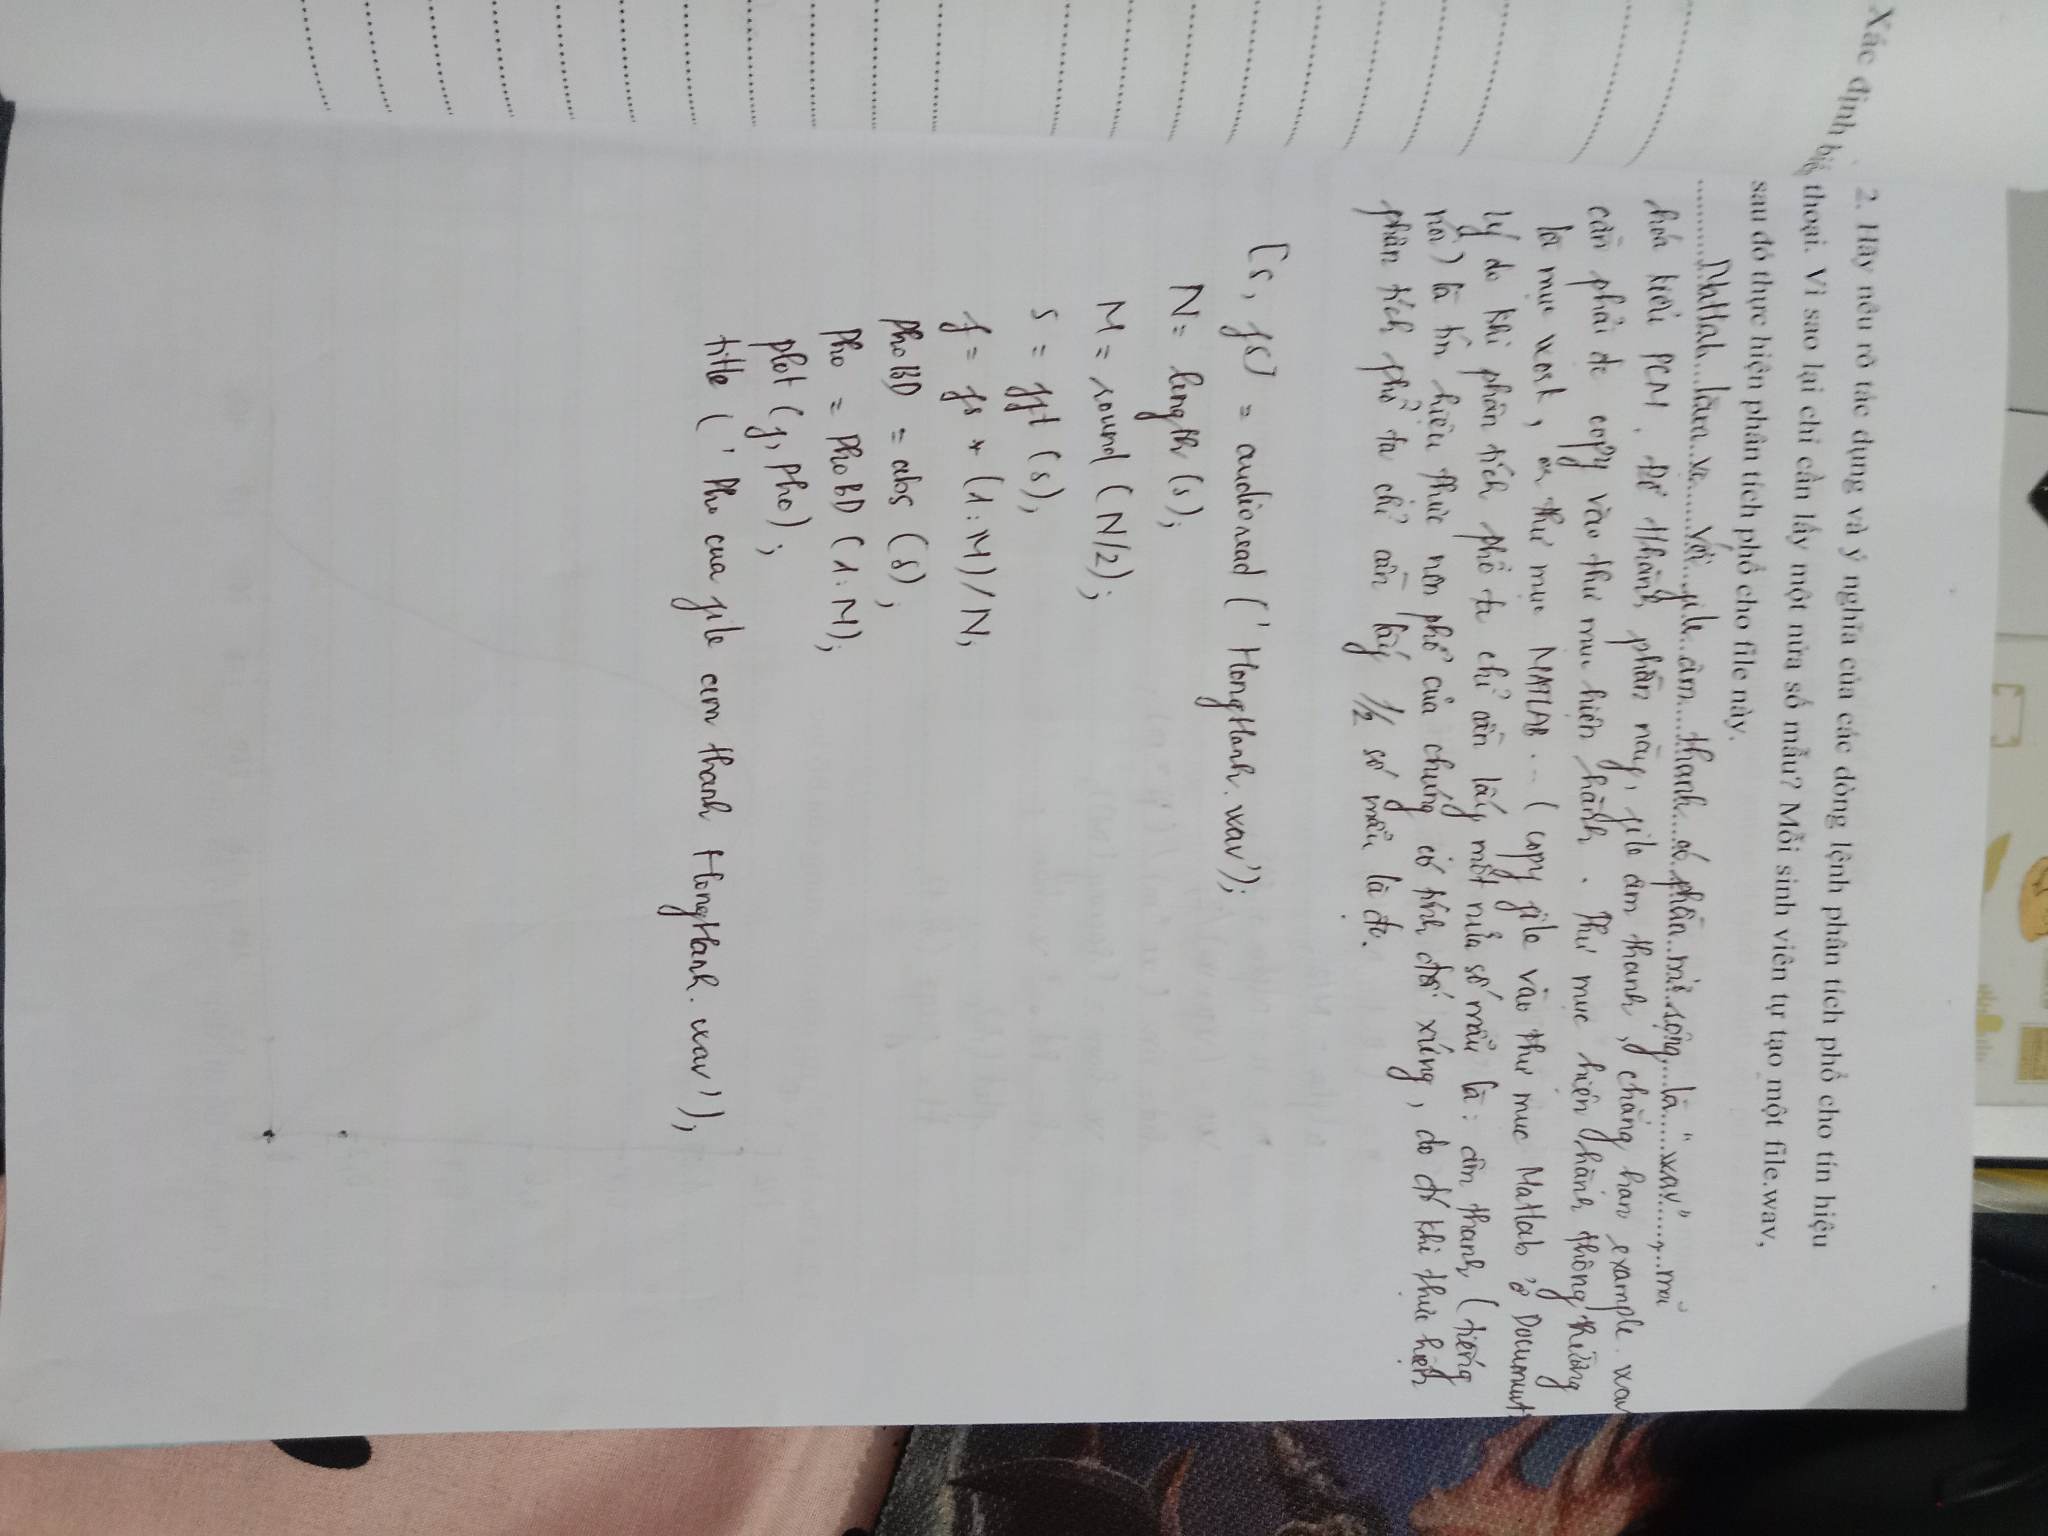 Xác định biể
2. Hãy nêu rõ tác dụng và ý nghĩa của các dòng lệnh phân tích phổ cho tín hiệu
thoại. Vì sao lại chỉ cần lấy một nửa số mẫu? Mỗi sinh viên tự tạo một file.wav,
sau đó thực hiện phân tích phổ cho file này.
Matlab làm vc với file âm thanh có phần mở rộng là "wav", mã
hóa kiểu PCM. Để thành phần này, file âm thanh, chẳng hạn example.wav
cần phải đc copy vào thư mục hiện hành. Thư mục hiện hành thông thường
là mục work, thư mục MATLAB... (copy file vào thư mục Matlab ở Document
lý do khi phân tích phổ ta chỉ cần lấy một nửa số mẫu là: âm thanh (tiếng
nói) là tín hiệu thực nên phổ của chúng có tính đối xứng, do đó khi thực hiện
phân tích phổ ta chỉ cần lấy 1/2 số mẫu là đc.
[s, fs] = audioread ('HongHanh.wav');
N = length (s);
M = round (N/2);
S = fft (s);
f = fs * (1:M)/N;
PhoBD = abs (S);
Pho = PhoBD (1:M);
plot (f, Pho);
title ('Pho cua file am thanh HongHanh.wav');